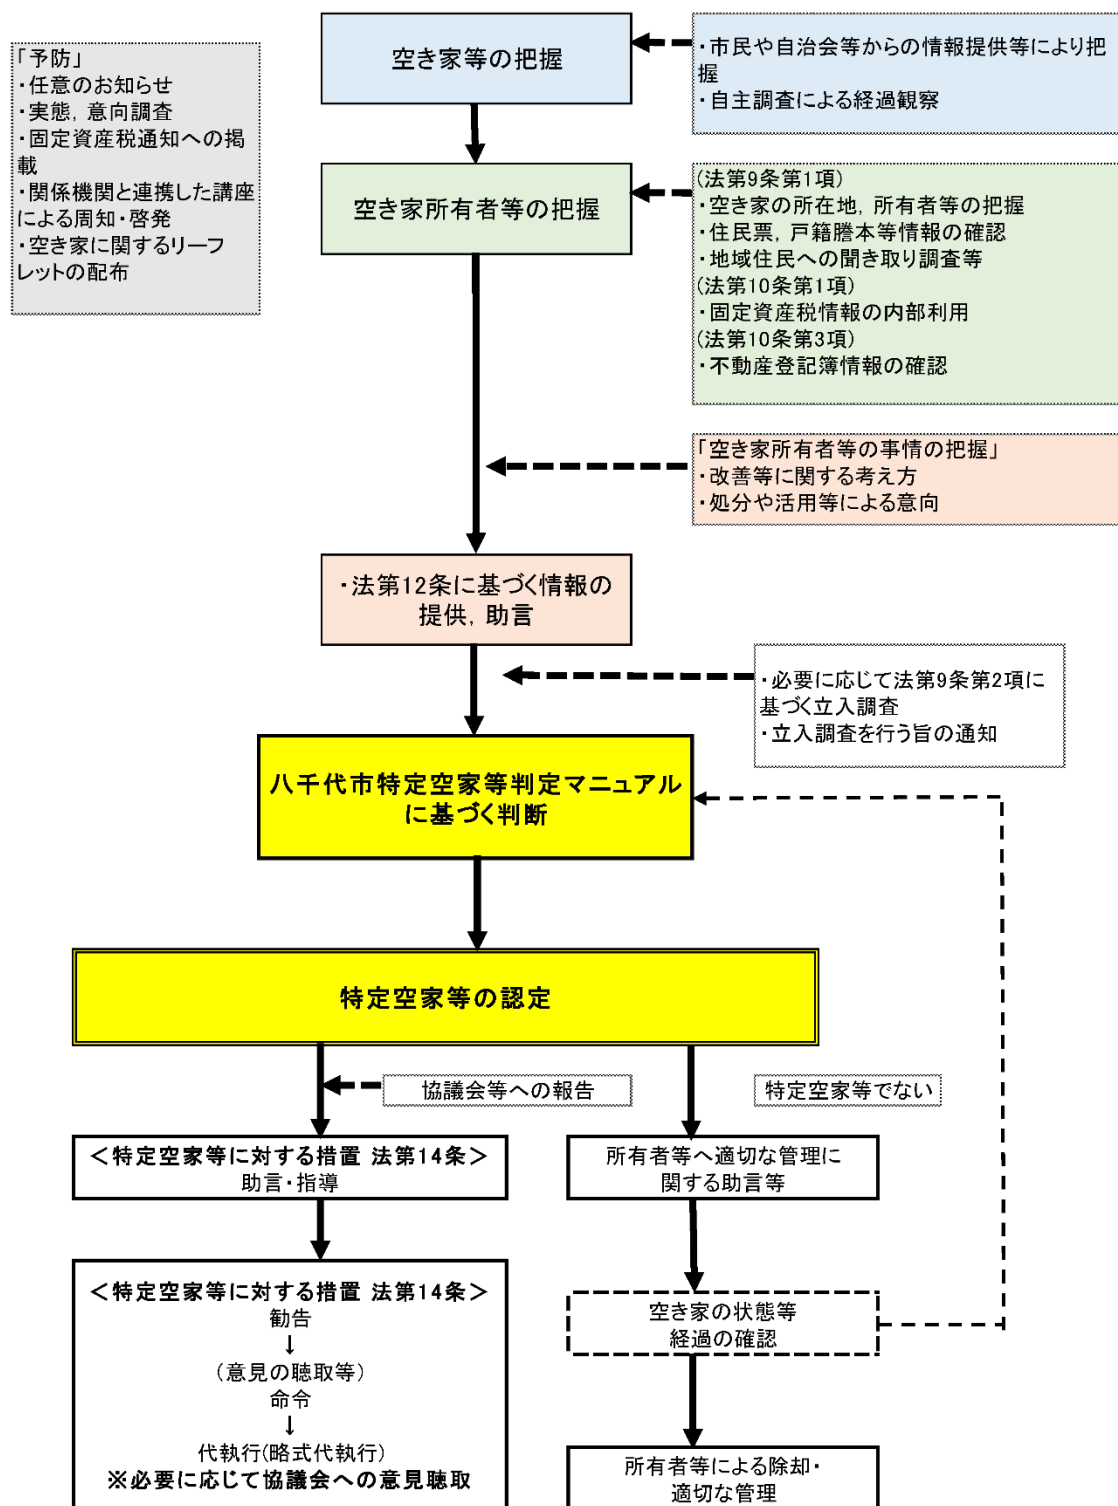 空き家等の把握
・市民や自治会等からの情報提供等により把
握
・自主調査による経過観察
「予防」
・任意のお知らせ
・実態，意向調査
・固定資産税通知への掲
載
・関係機関と連携した講座
による周知・啓発
・空き家に関するリーフ
レットの配布
空き家所有者等の把握
(法第9条第1項)
・空き家の所在地，所有者等の把握
・住民票，戸籍謄本等情報の確認
・地域住民への聞き取り調査等
(法第10条第1項)
・固定資産税情報の内部利用
(法第10条第3項)
・不動産登記簿情報の確認
「空き家所有者等の事情の把握」
・改善等に関する考え方
・処分や活用等による意向
・法第12条に基づく情報の
提供，助言
・必要に応じて法第9条第2項に
基づく立入調査
・立入調査を行う旨の通知
八千代市特定空家等判定マニュアル
に基づく判断
特定空家等の認定
協議会等への報告
特定空家等でない
＜特定空家等に対する措置 法第14条＞
助言・指導
所有者等へ適切な管理に
関する助言等
＜特定空家等に対する措置 法第14条＞
勧告
↓
(意見の聴取等)
命令
↓
代執行(略式代執行)
※必要に応じて協議会への意見聴取
空き家の状態等
経過の確認
所有者等による除却・
適切な管理